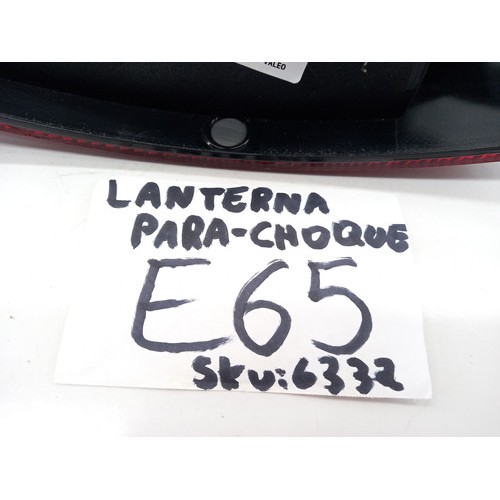 VALEO
LANTERNA
PARA-CHOQUE
E65
SKU:6332